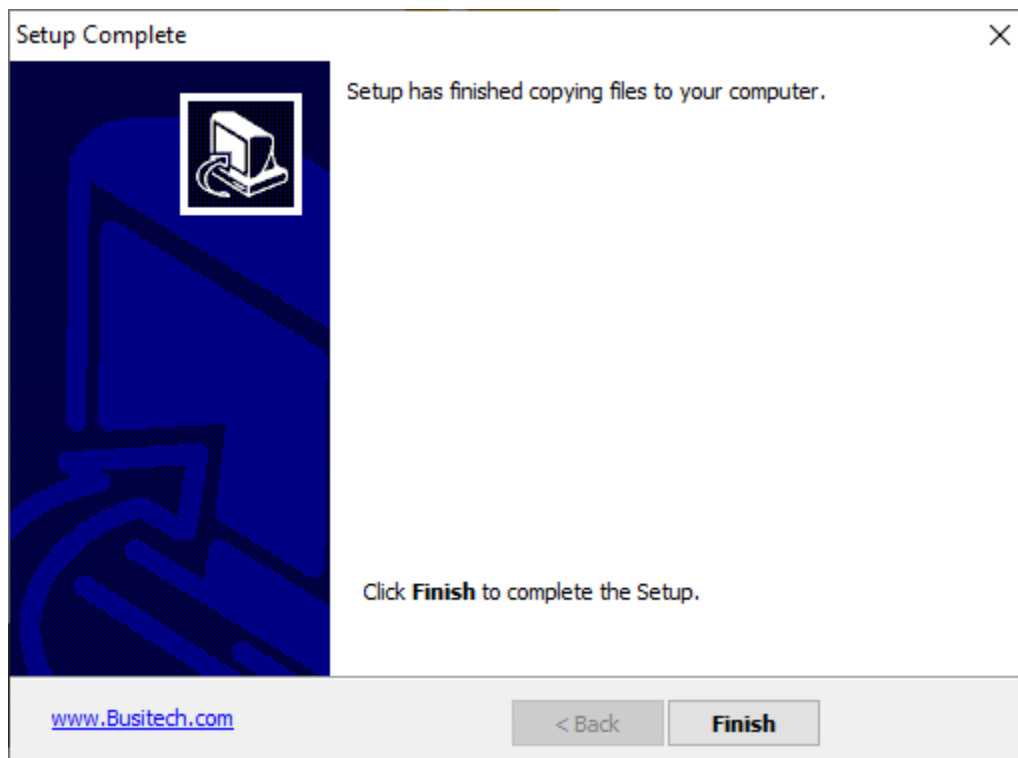 Setup Complete
Setup has finished copying files to your computer.
Click Finish to complete the Setup.
www.Busitech.com
< Back
Finish